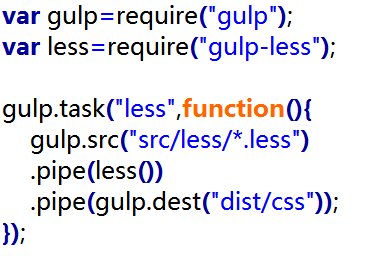 var gulp=require("gulp");
var less=require("gulp-less");
gulp.task("less",function(){
gulp.src("src/less/*.less")
.pipe(less())
.pipe(gulp.dest("dist/css"));
});